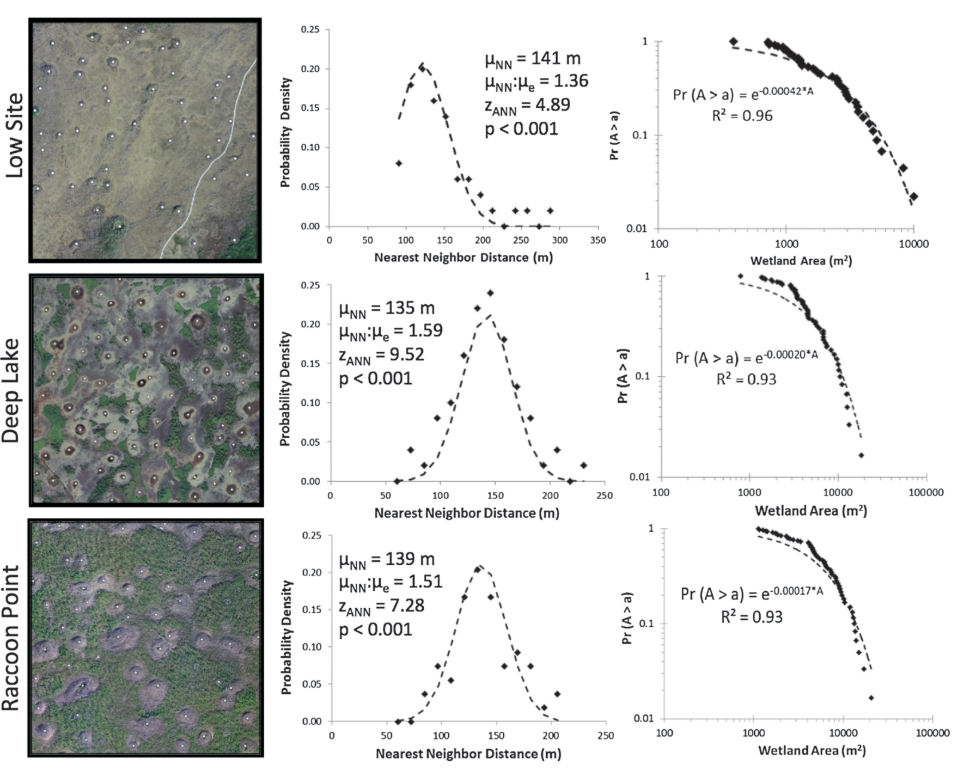 Low Site
0.25
0.20
0.15
0.10
0.05
0.00
Probability Density
0 50 100 150 200 250 300 350
Nearest Neighbor Distance (m)
μNN = 141 m
μNN:μe = 1.36
zANN = 4.89
p < 0.001
1
0.1
0.01
Pr (A > a)
100 1000 10000
Wetland Area (m²)
Pr (A > a) = e-0.00042*A
R² = 0.96
Deep Lake
0.25
0.20
0.15
0.10
0.05
0.00
Probability Density
0 50 100 150 200 250
Nearest Neighbor Distance (m)
μNN = 135 m
μNN:μe = 1.59
zANN = 9.52
p < 0.001
1
0.1
0.01
Pr (A > a)
100 1000 10000 100000
Wetland Area (m²)
Pr (A > a) = e-0.00020*A
R² = 0.93
Raccoon Point
0.25
0.20
0.15
0.10
0.05
0.00
Probability Density
0 50 100 150 200 250
Nearest Neighbor Distance (m)
μNN = 139 m
μNN:μe = 1.51
zANN = 7.28
p < 0.001
1
0.1
0.01
Pr (A > a)
100 1000 10000 100000
Wetland Area (m²)
Pr (A > a) = e-0.00017*A
R² = 0.93